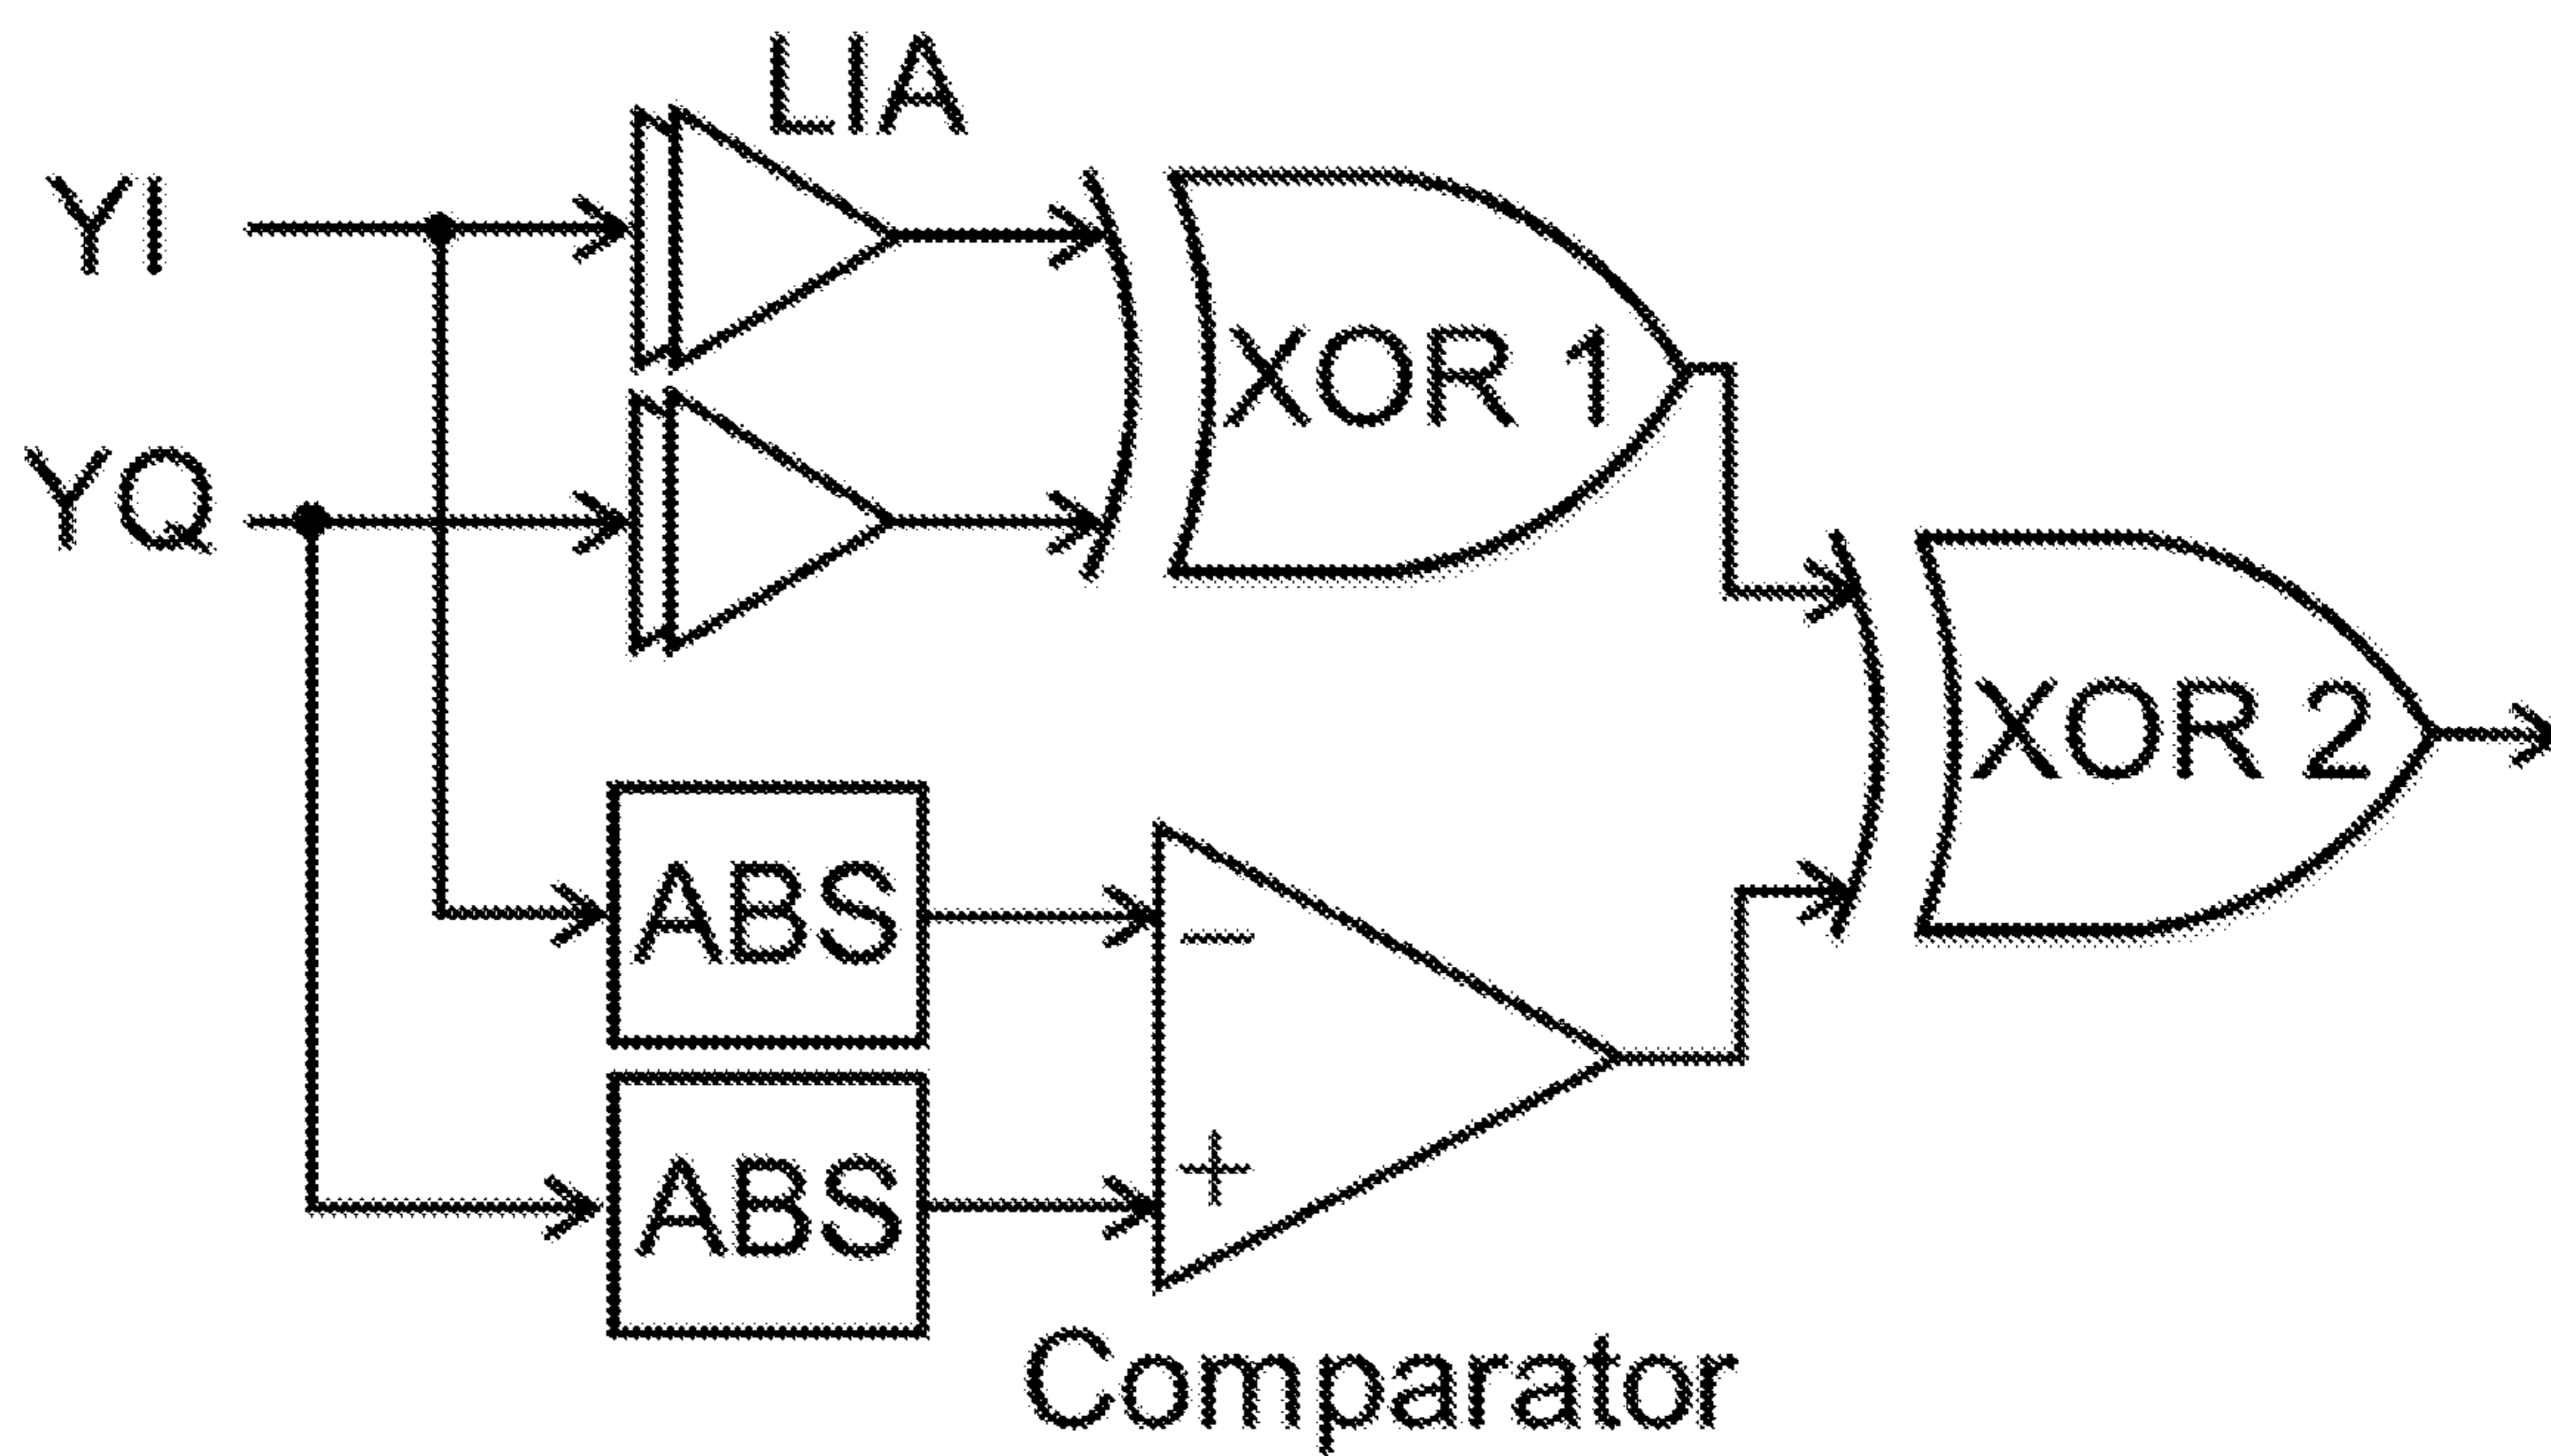 LIA
YI
XOR 1
YQ
XOR 2
ABS
−
ABS
+
Comparator